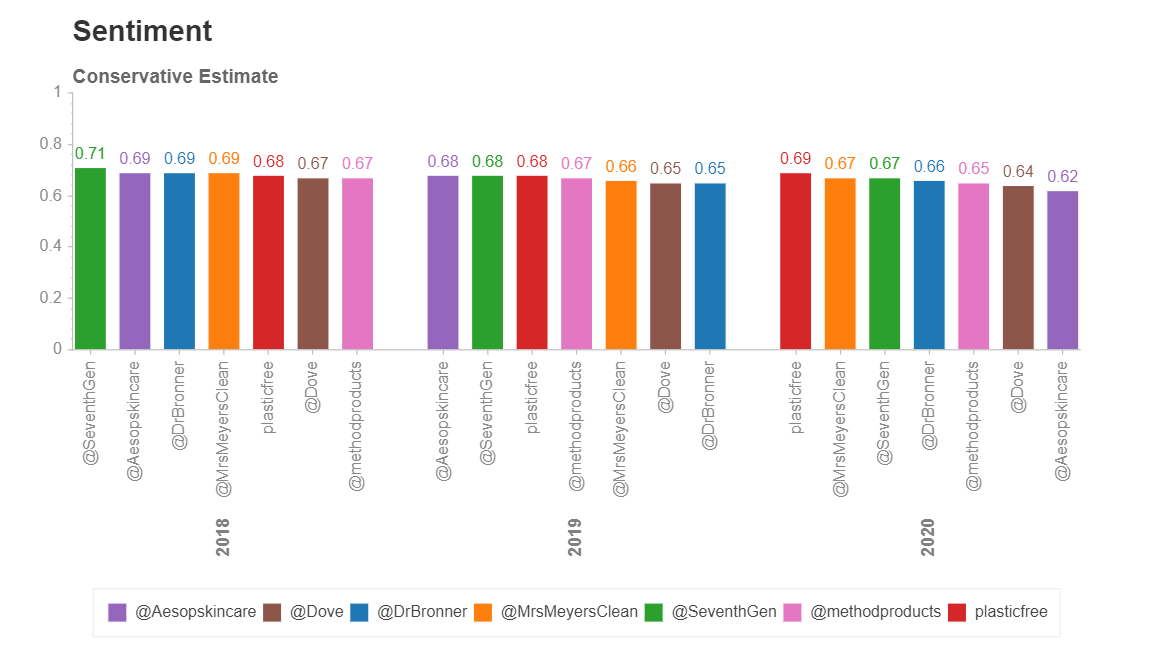 Sentiment
Conservative Estimate
1
0.8
0.6
0.4
0.2
0
0.71 0.69 0.69 0.69 0.68 0.67 0.67 0.68 0.68 0.68 0.67 0.66 0.65 0.65 0.69 0.67 0.67 0.66 0.65 0.64 0.62
@SeventhGen @Aesopskincare @DrBronner @MrsMeyersClean plasticfree @Dove @methodproducts @Aesopskincare @SeventhGen plasticfree @methodproducts @MrsMeyersClean @Dove @DrBronner plasticfree @MrsMeyersClean @SeventhGen @DrBronner @methodproducts @Dove @Aesopskincare
2018 2019 2020
@Aesopskincare @Dove @DrBronner @MrsMeyersClean @SeventhGen @methodproducts plasticfree